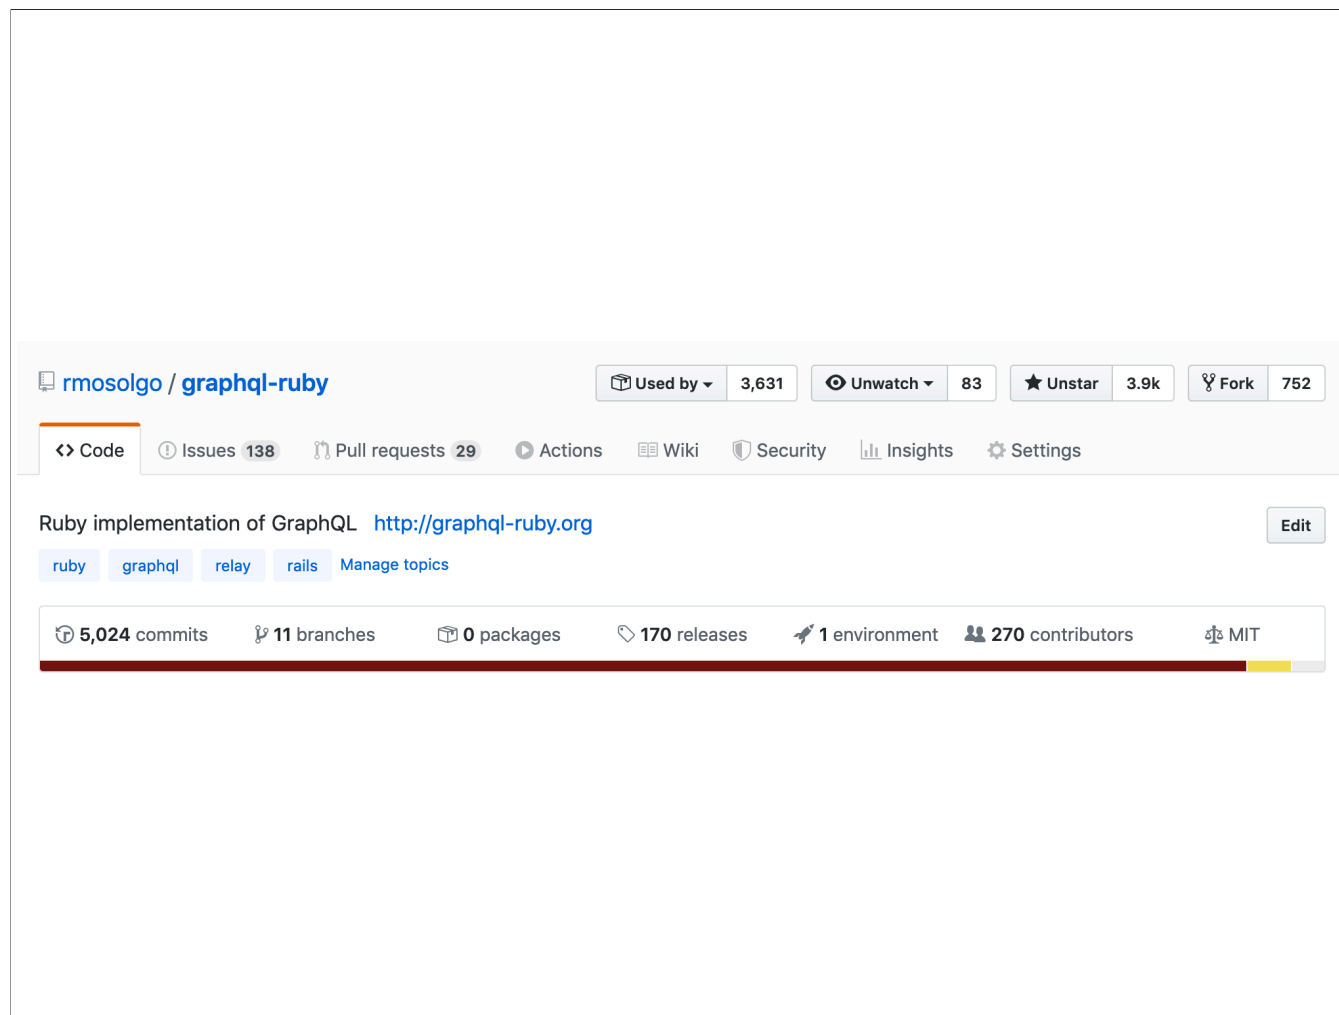 rmosolgo / graphql-ruby
Used by 3,631 Unwatch 83 Unstar 3.9k Fork 752
Code Issues 138 Pull requests 29 Actions Wiki Security Insights Settings
Ruby implementation of GraphQL http://graphql-ruby.org Edit
ruby graphql relay rails Manage topics
5,024 commits 11 branches 0 packages 170 releases 1 environment 270 contributors MIT